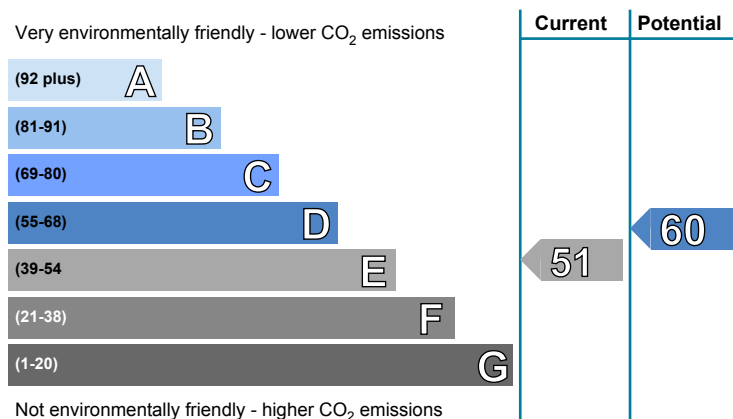 Very environmentally friendly - lower CO2 emissions
Current
Potential
(92 plus) A
(81-91) B
(69-80) C
(55-68) D
(39-54 E
(21-38) F
(1-20) G
51
60
Not environmentally friendly - higher CO2 emissions